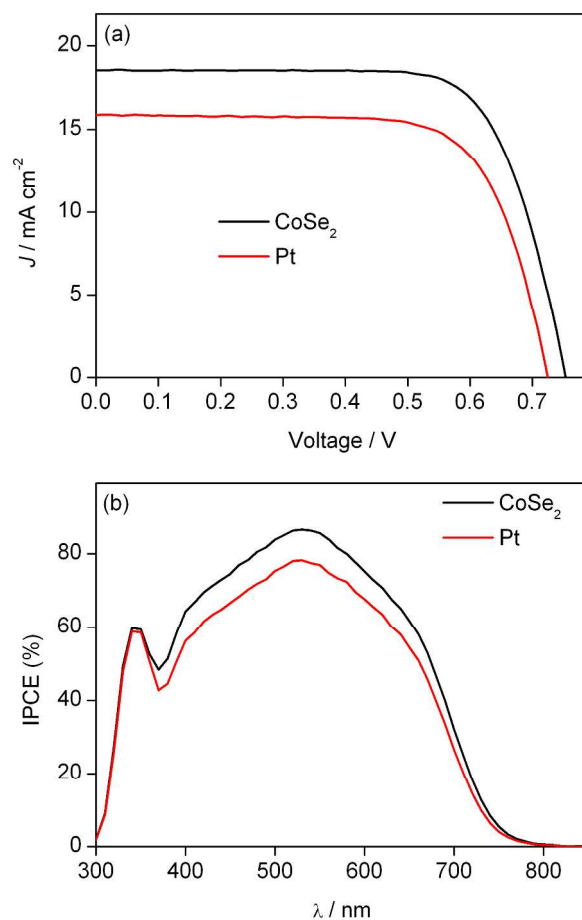 (a)
20
15
10
5
0
J / mA cm⁻²
CoSe₂
Pt
0.0 0.1 0.2 0.3 0.4 0.5 0.6 0.7
Voltage / V
(b)
CoSe₂
Pt
80
60
40
20
0
IPCE (%)
300 400 500 600 700 800
λ / nm